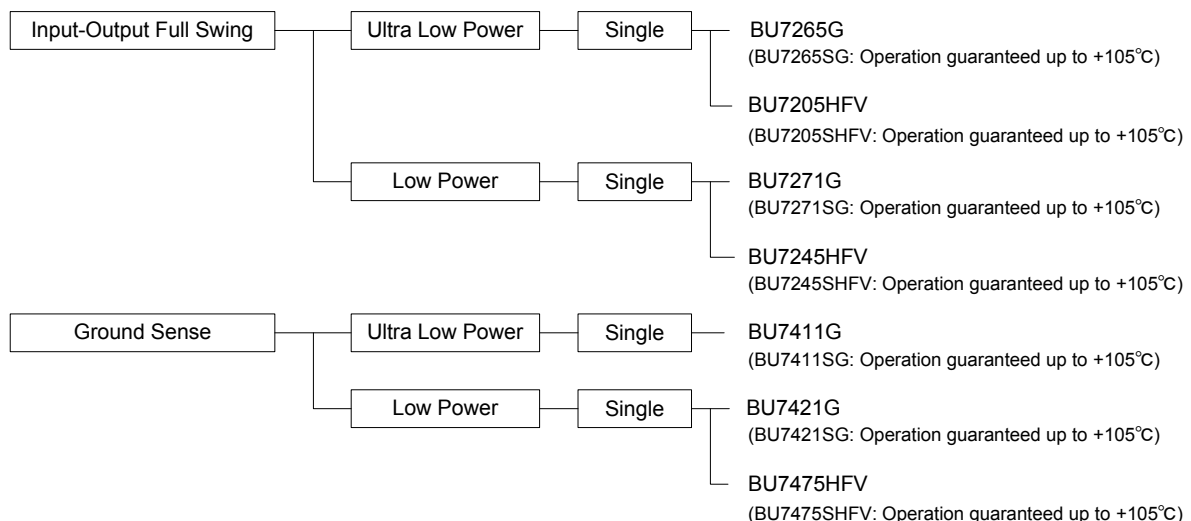 Input-Output Full Swing
Ultra Low Power
Single
BU7265G
(BU7265SG: Operation guaranteed up to +105℃)
BU7205HFV
(BU7205SHFV: Operation guaranteed up to +105℃)
Low Power
Single
BU7271G
(BU7271SG: Operation guaranteed up to +105℃)
BU7245HFV
(BU7245SHFV: Operation guaranteed up to +105℃)
Ground Sense
Ultra Low Power
Single
BU7411G
(BU7411SG: Operation guaranteed up to +105℃)
Low Power
Single
BU7421G
(BU7421SG: Operation guaranteed up to +105℃)
BU7475HFV
(BU7475SHFV: Operation guaranteed up to +105℃)